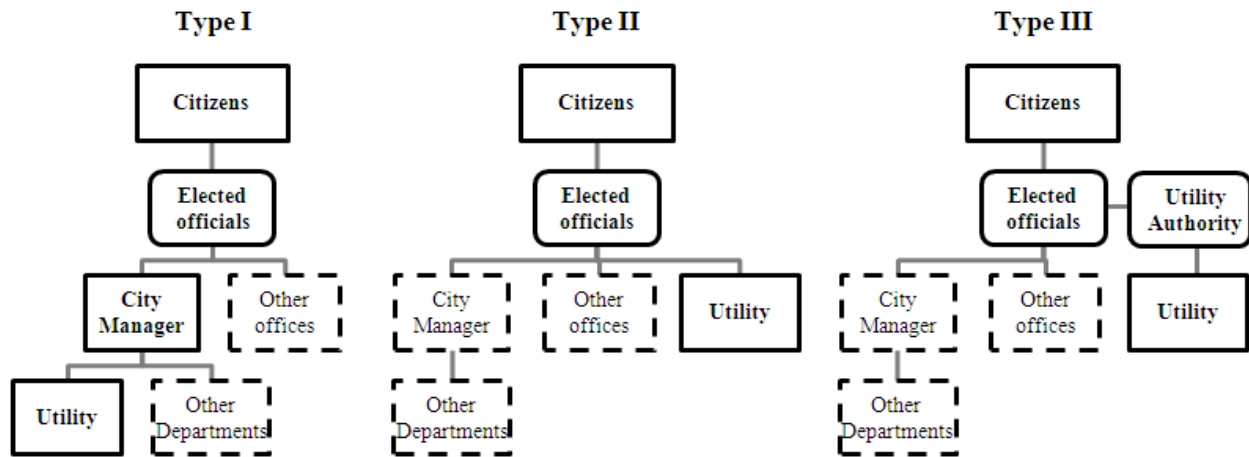 Type I
Citizens
Elected
officials
City
Manager
Other
offices
Utility
Other
Departments
Type II
Citizens
Elected
officials
City
Manager
Other
offices
Utility
Other
Departments
Type III
Citizens
Elected
officials
Utility
Authority
City
Manager
Other
offices
Utility
Other
Departments